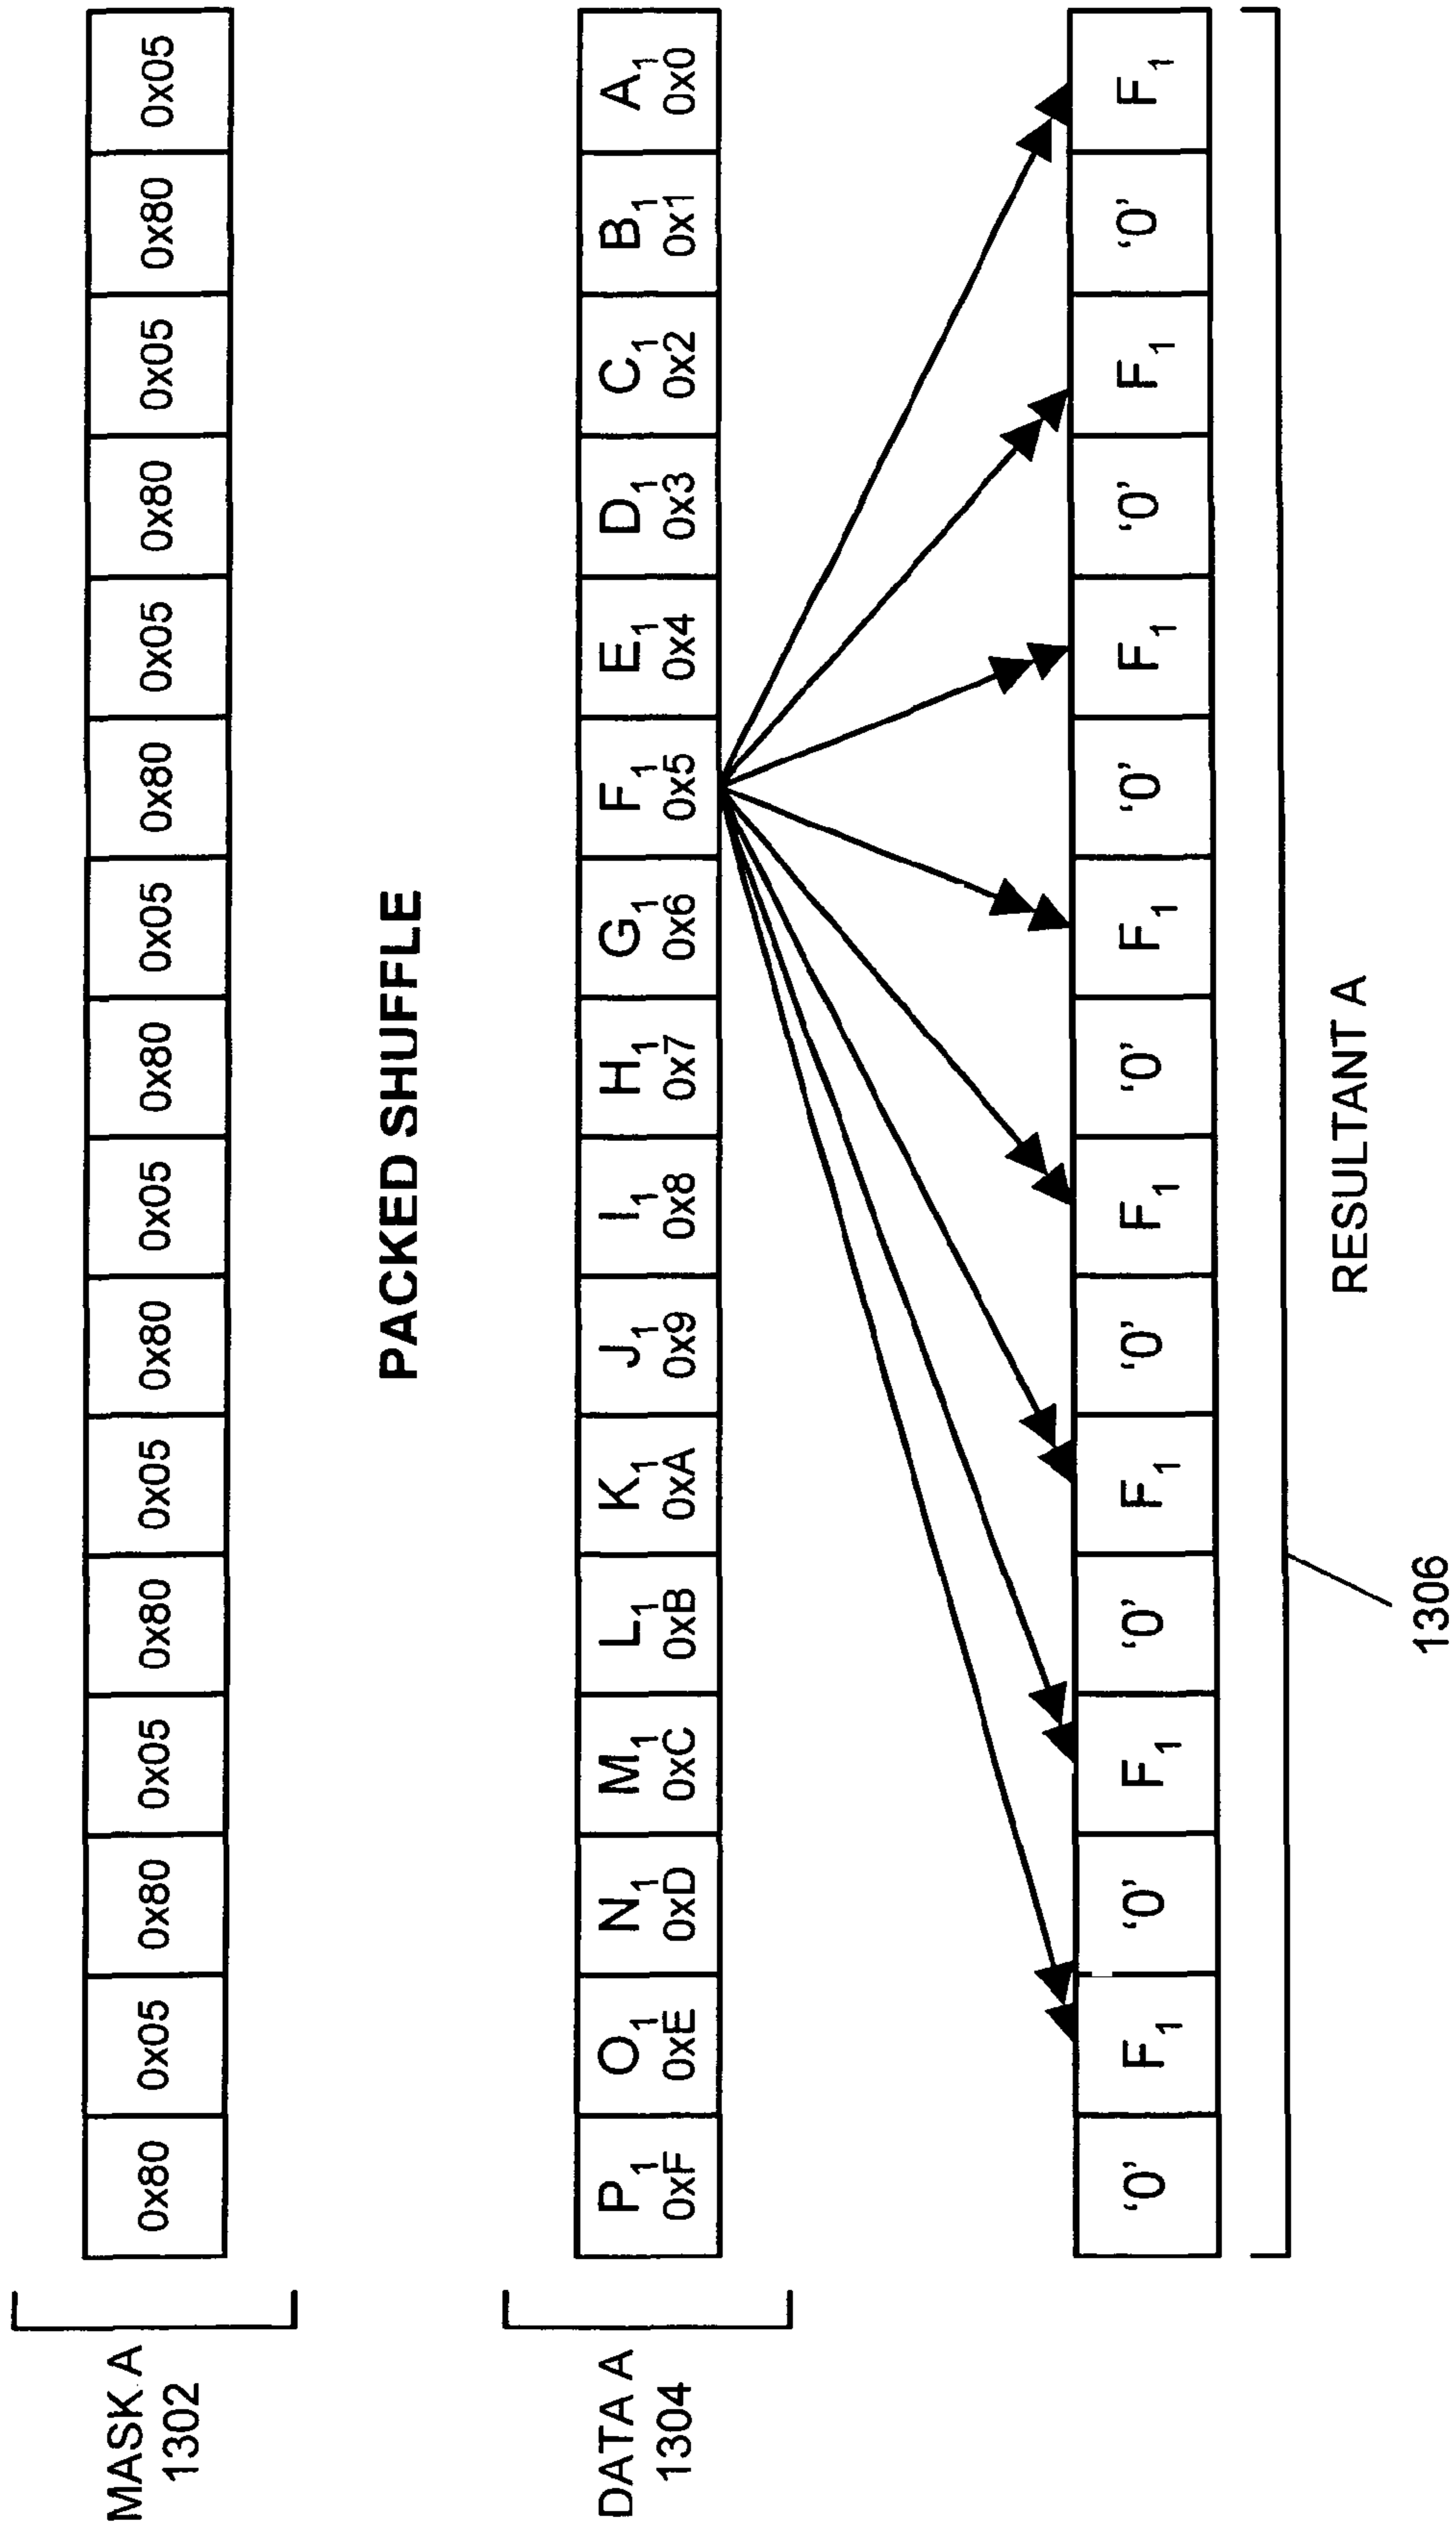 MASK A
1302
0x80 0x05 0x80 0x05 0x80 0x05 0x80 0x05 0x80 0x05 0x80 0x05 0x80 0x05 0x80 0x05
PACKED SHUFFLE
DATA A
1304
P1 O1 N1 M1 L1 K1 J1 I1 H1 G1 F1 E1 D1 C1 B1 A1
0xF 0xE 0xD 0xC 0xB 0xA 0x9 0x8 0x7 0x6 0x5 0x4 0x3 0x2 0x1 0x0
‘0’ F1 ‘0’ F1 ‘0’ F1 ‘0’ F1 ‘0’ F1 ‘0’ F1 ‘0’ F1 ‘0’ F1
RESULTANT A
1306